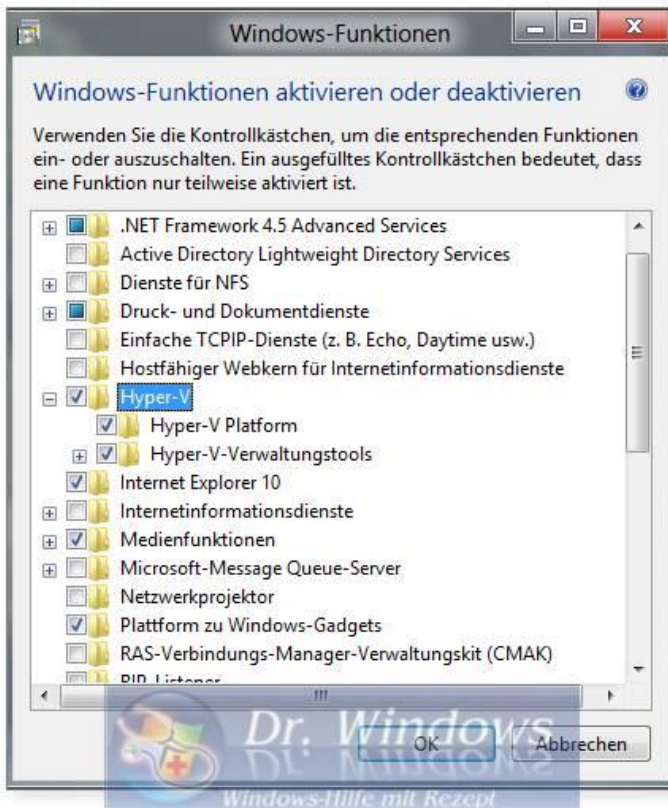 Windows-Funktionen
Windows-Funktionen aktivieren oder deaktivieren
Verwenden Sie die Kontrollkästchen, um die entsprechenden Funktionen
ein- oder auszuschalten. Ein ausgefülltes Kontrollkästchen bedeutet, dass
eine Funktion nur teilweise aktiviert ist.
.NET Framework 4.5 Advanced Services
Active Directory Lightweight Directory Services
Dienste für NFS
Druck- und Dokumentdienste
Einfache TCPIP-Dienste (z. B. Echo, Daytime usw.)
Hostfähiger Webkern für Internetinformationsdienste
Hyper-V
Hyper-V Platform
Hyper-V-Verwaltungstools
Internet Explorer 10
Internetinformationsdienste
Medienfunktionen
Microsoft-Message Queue-Server
Netzwerkprojektor
Plattform zu Windows-Gadgets
RAS-Verbindungs-Manager-Verwaltungskit (CMAK)
RIP-Listener
Dr. Windows
OK Abbrechen
Windows-Hilfe mit Rezept